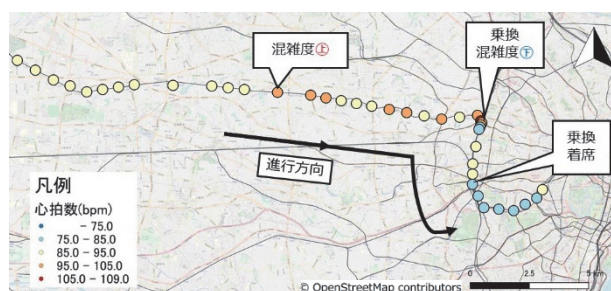 混雑度㊤
乗換
混雑度㊦
乗換
着席
進行方向
凡例
心拍数(bpm)
- 75.0
75.0 - 85.0
85.0 - 95.0
95.0 - 105.0
105.0 - 109.0
0 2.5 5 km
© OpenStreetMap contributors